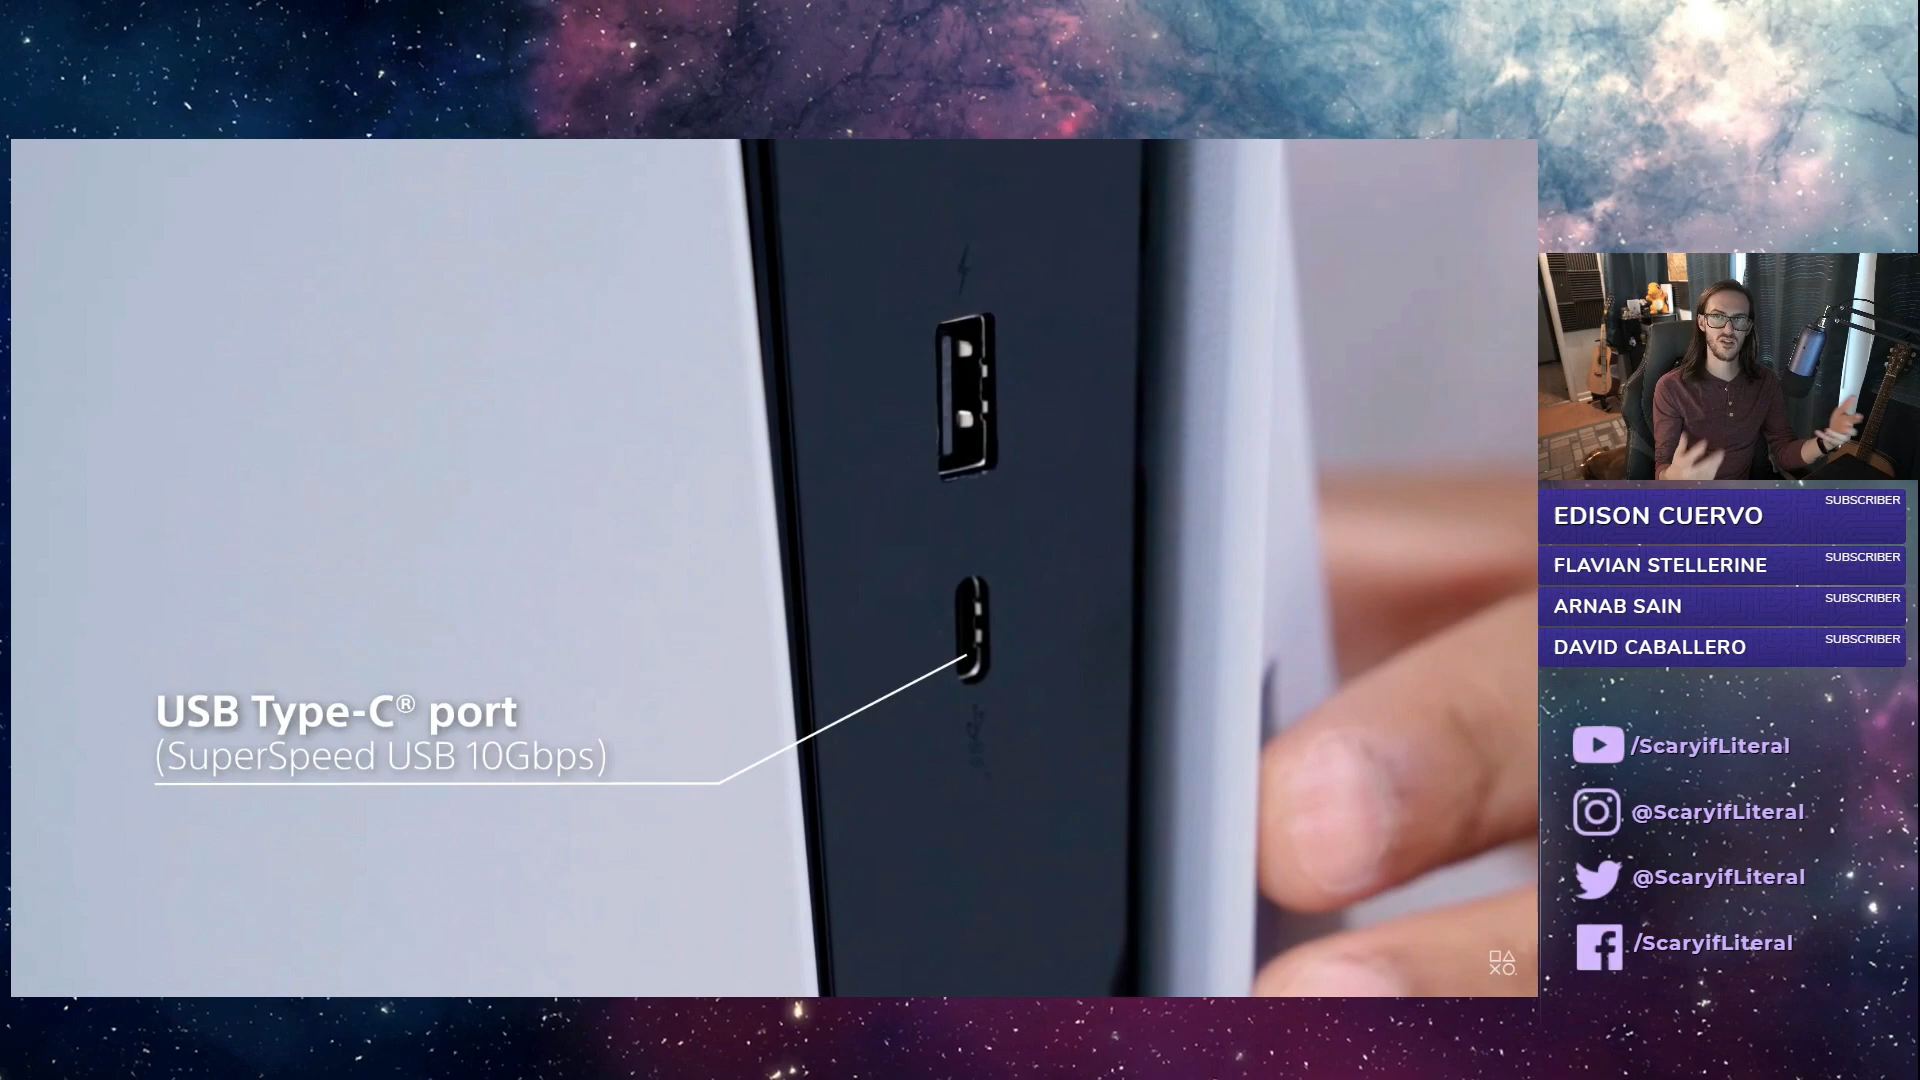 USB Type-C® port
(SuperSpeed USB 10Gbps)
SUBSCRIBER
EDISON CUERVO
SUBSCRIBER
FLAVIAN STELLERINE
SUBSCRIBER
ARNAB SAIN
SUBSCRIBER
DAVID CABALLERO
/ScaryifLiteral
@ScaryifLiteral
@ScaryifLiteral
/ScaryifLiteral